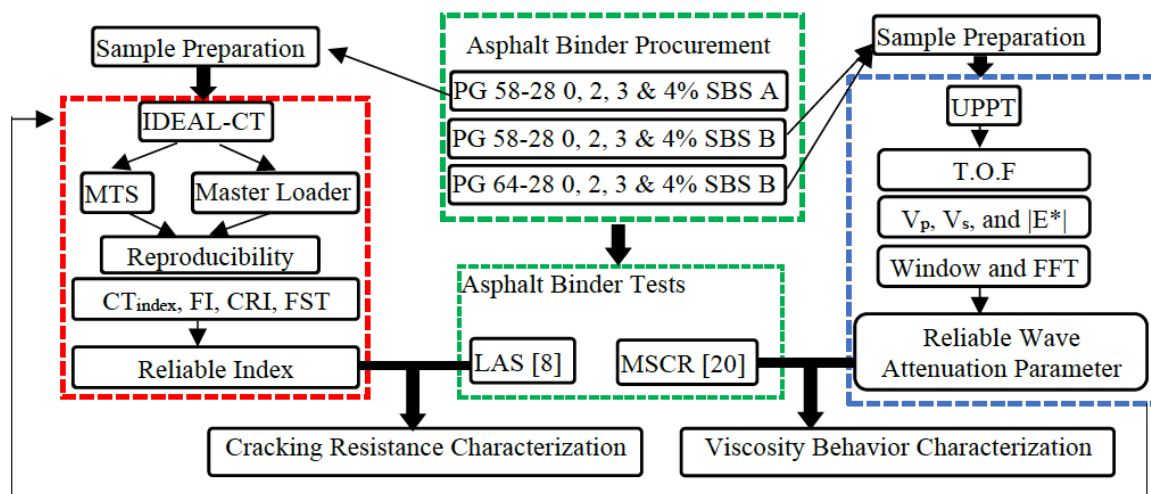 Sample Preparation
IDEAL-CT
MTS
Master Loader
Reproducibility
CTindex, FI, CRI, FST
Reliable Index
Asphalt Binder Procurement
PG 58-28 0, 2, 3 & 4% SBS A
PG 58-28 0, 2, 3 & 4% SBS B
PG 64-28 0, 2, 3 & 4% SBS B
Asphalt Binder Tests
LAS [8]
MSCR [20]
Sample Preparation
UPPT
T.O.F
Vp, Vs, and |E*|
Window and FFT
Reliable Wave
Attenuation Parameter
Cracking Resistance Characterization
Viscosity Behavior Characterization